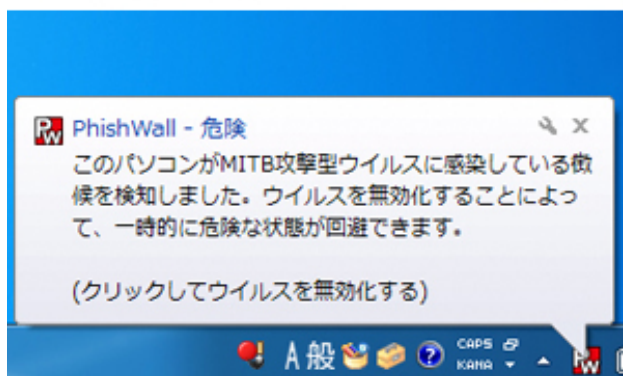 PW PhishWall - 危険
このパソコンがMITB攻撃型ウイルスに感染している徴
候を検知しました。ウイルスを無効化することによっ
て、一時的に危険な状態が回避できます。
(クリックしてウイルスを無効化する)
A 般 ? CAPS
KANA PW